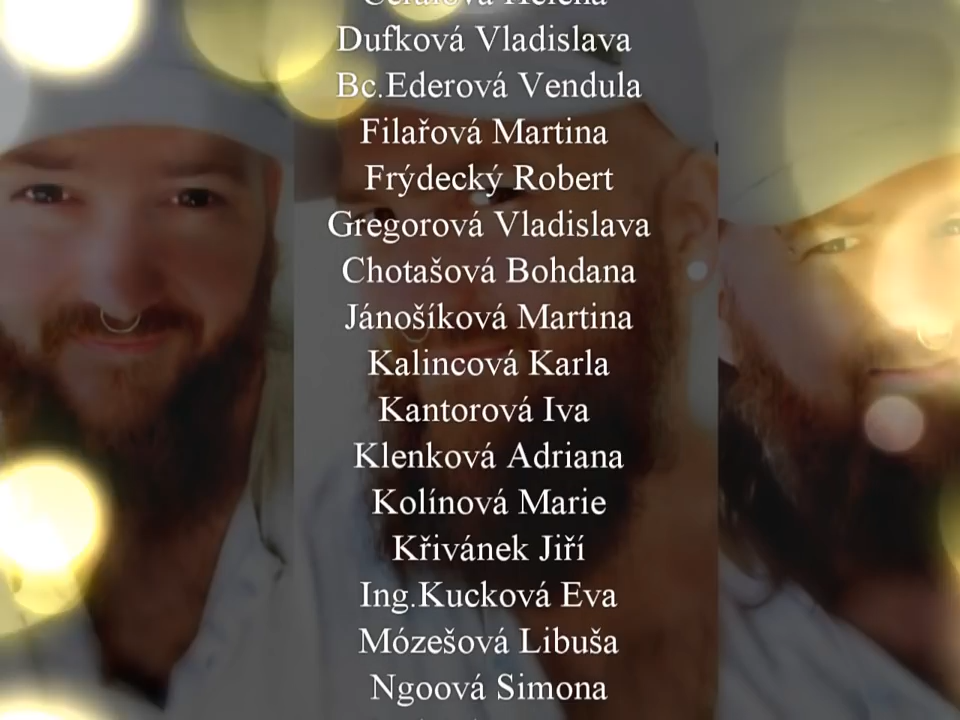 Dufková Vladislava
Bc.Ederová Vendula
Filařová Martina
Frýdecký Robert
Gregorová Vladislava
Chotašová Bohdana
Jánošíková Martina
Kalincová Karla
Kantorová Iva
Klenková Adriana
Kolínová Marie
Křivánek Jiří
Ing.Kucková Eva
Mózešová Libuša
Ngoová Simona